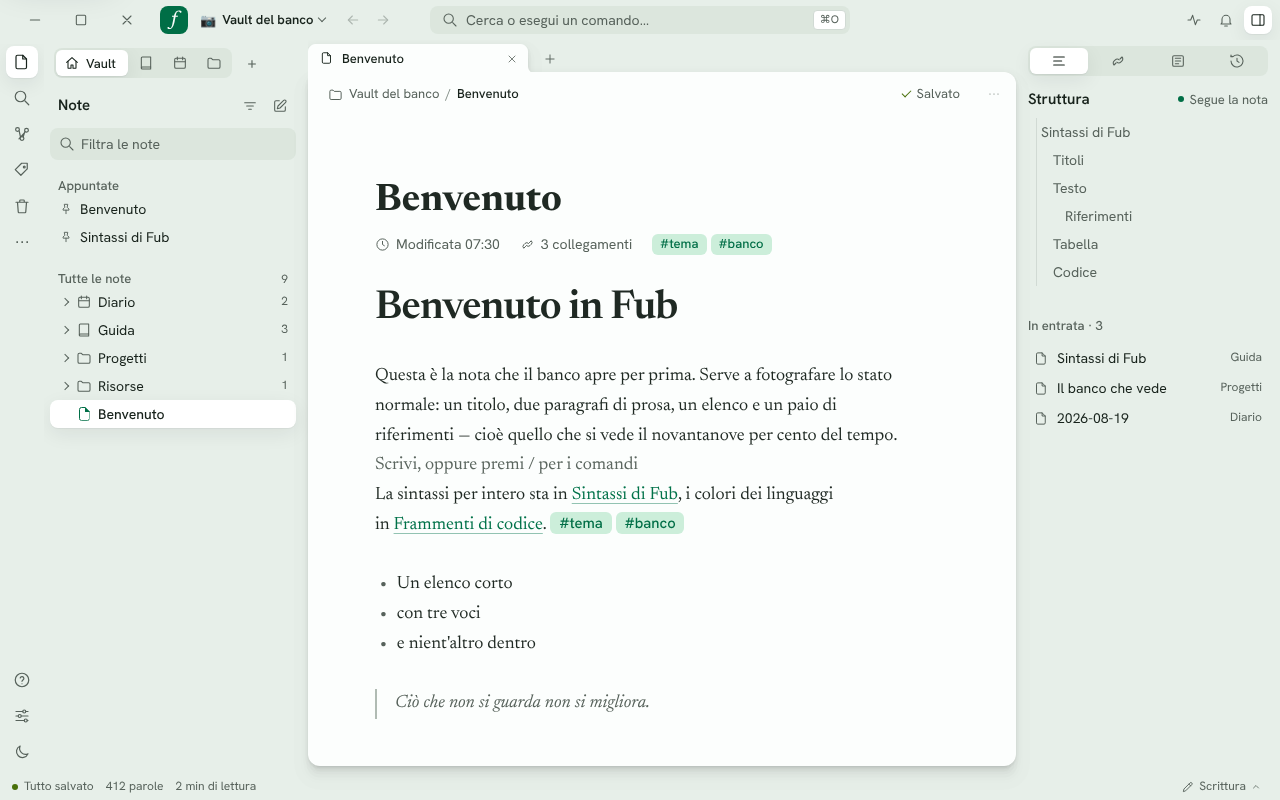 f
Vault del banco
Cerca o esegui un comando…
⌘O
Vault
Note
Filtra le note
Appuntate
Benvenuto
Sintassi di Fub
Tutte le note 9
Diario 2
Guida 3
Progetti 1
Risorse 1
Benvenuto
Tutto salvato 412 parole 2 min di lettura
Benvenuto
Vault del banco / Benvenuto
Salvato
Benvenuto
Modificata 07:30 3 collegamenti #tema #banco
Benvenuto in Fub
Questa è la nota che il banco apre per prima. Serve a fotografare lo stato
normale: un titolo, due paragrafi di prosa, un elenco e un paio di
riferimenti — cioè quello che si vede il novantanove per cento del tempo.
Scrivi, oppure premi / per i comandi
La sintassi per intero sta in Sintassi di Fub, i colori dei linguaggi
in Frammenti di codice. #tema #banco
• Un elenco corto
• con tre voci
• e nient'altro dentro
Ciò che non si guarda non si migliora.
Struttura
Segue la nota
Sintassi di Fub
Titoli
Testo
Riferimenti
Tabella
Codice
In entrata · 3
Sintassi di Fub Guida
Il banco che vede Progetti
2026-08-19 Diario
Scrittura